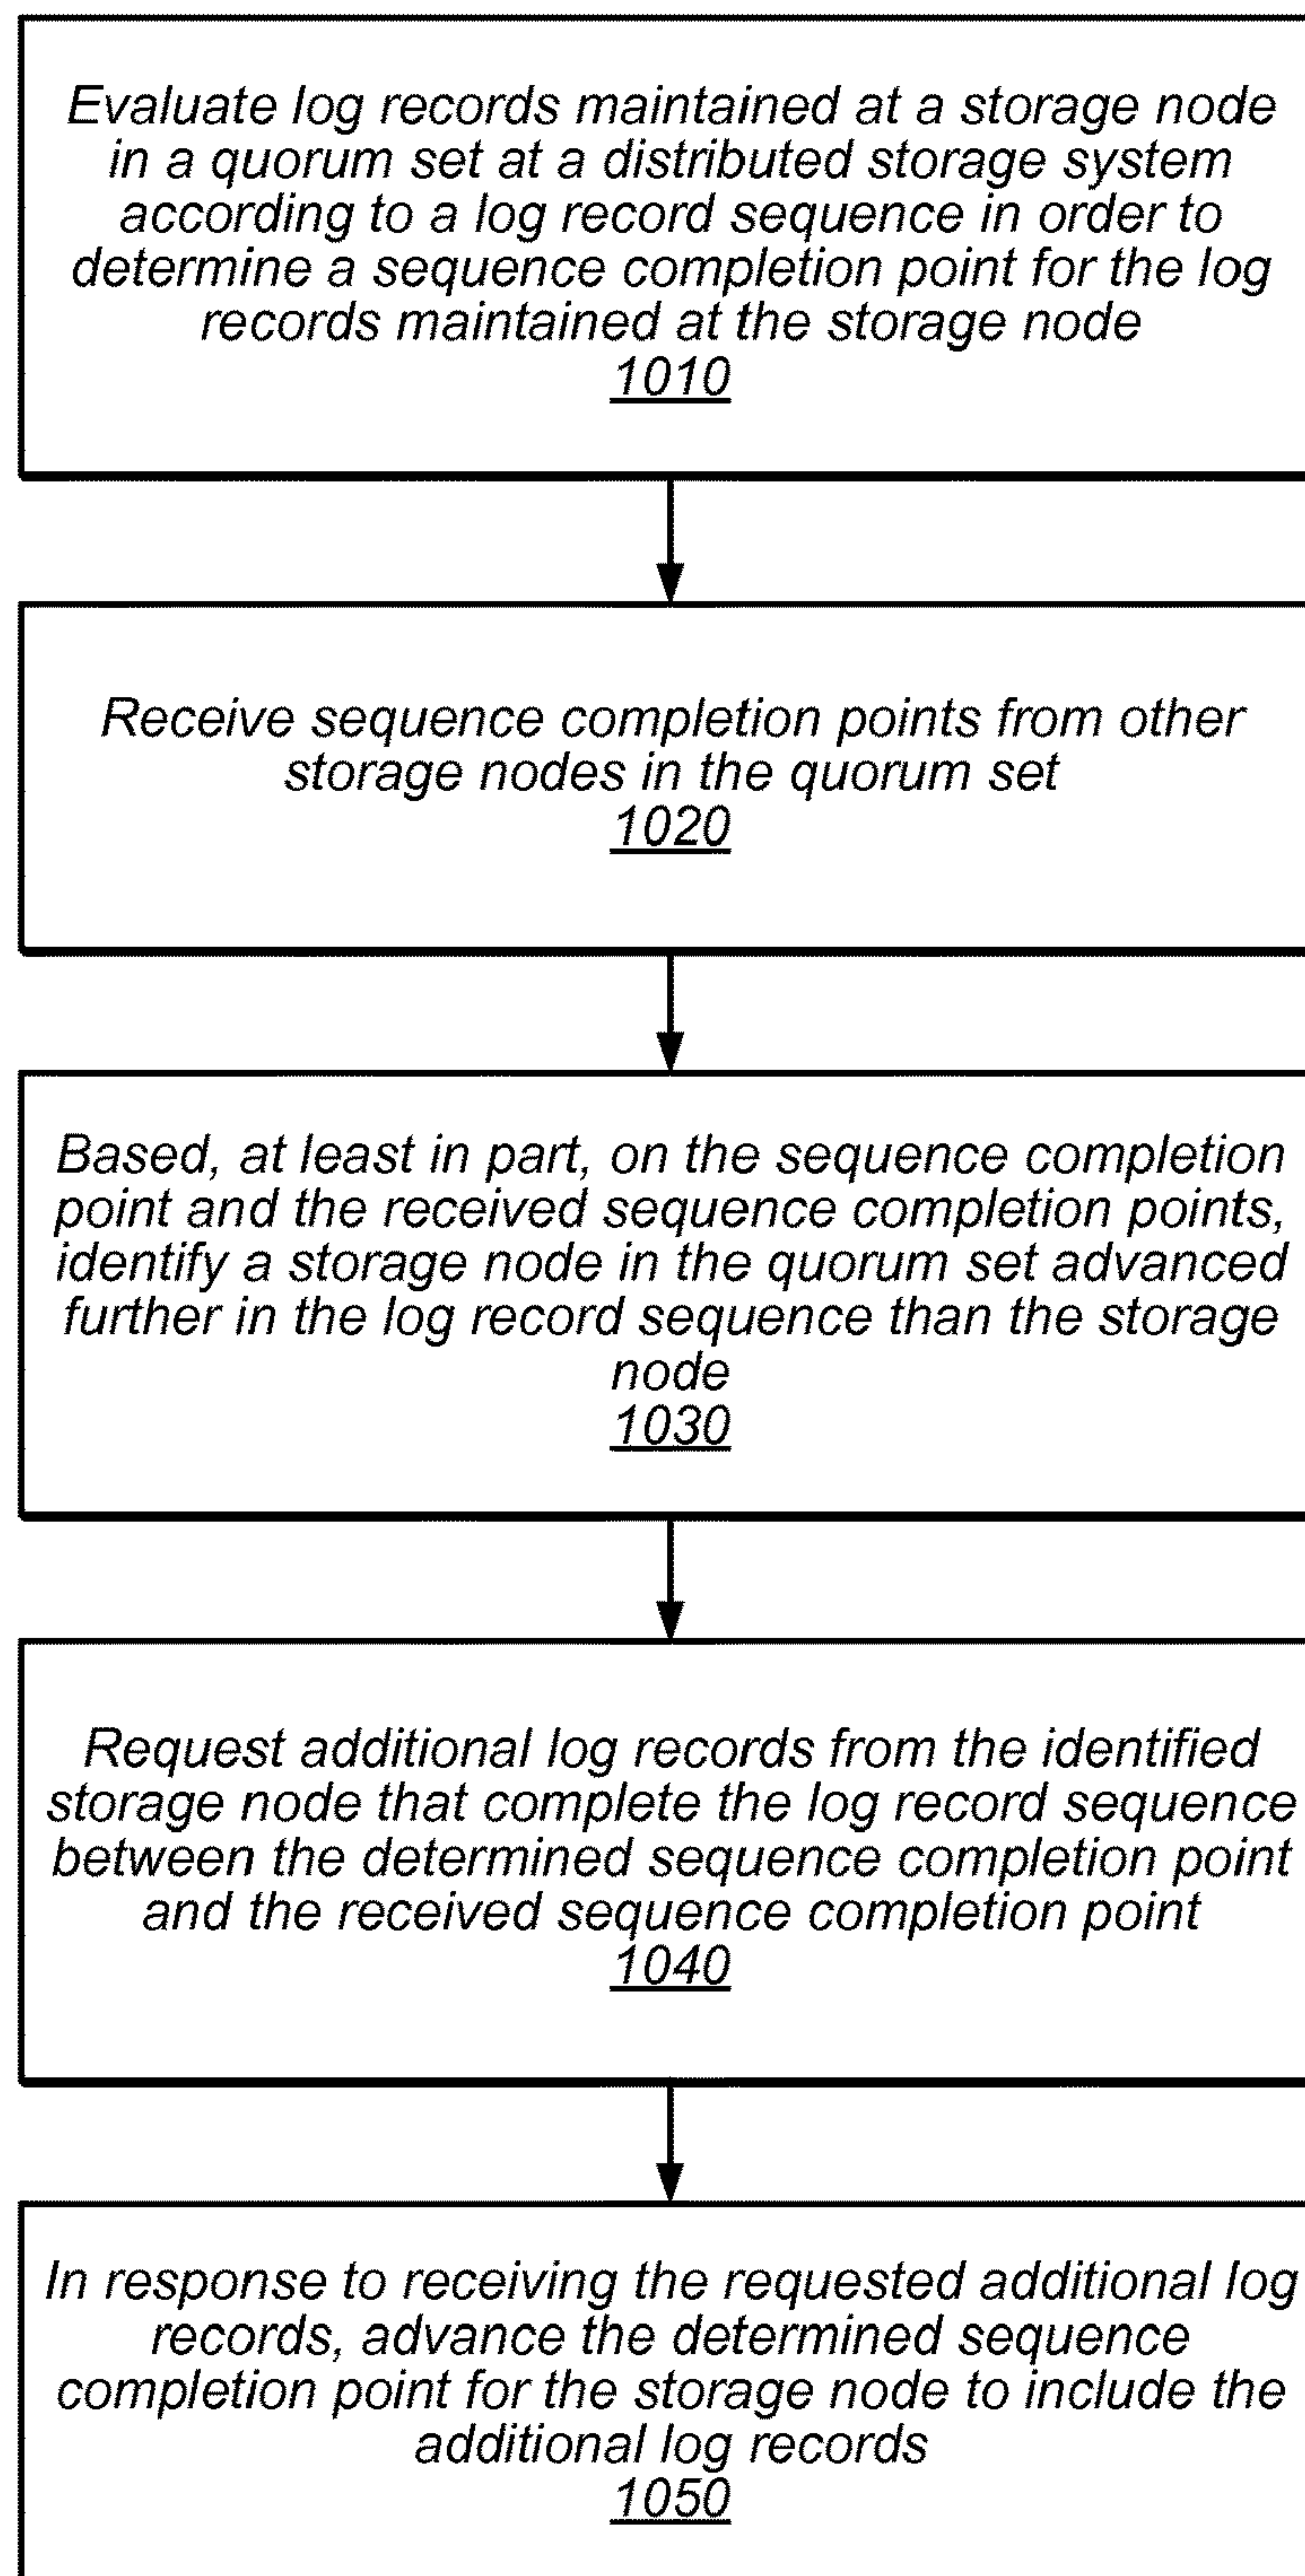 Evaluate log records maintained at a storage node
in a quorum set at a distributed storage system
according to a log record sequence in order to
determine a sequence completion point for the log
records maintained at the storage node
1010
Receive sequence completion points from other
storage nodes in the quorum set
1020
Based, at least in part, on the sequence completion
point and the received sequence completion points,
identify a storage node in the quorum set advanced
further in the log record sequence than the storage
node
1030
Request additional log records from the identified
storage node that complete the log record sequence
between the determined sequence completion point
and the received sequence completion point
1040
In response to receiving the requested additional log
records, advance the determined sequence
completion point for the storage node to include the
additional log records
1050